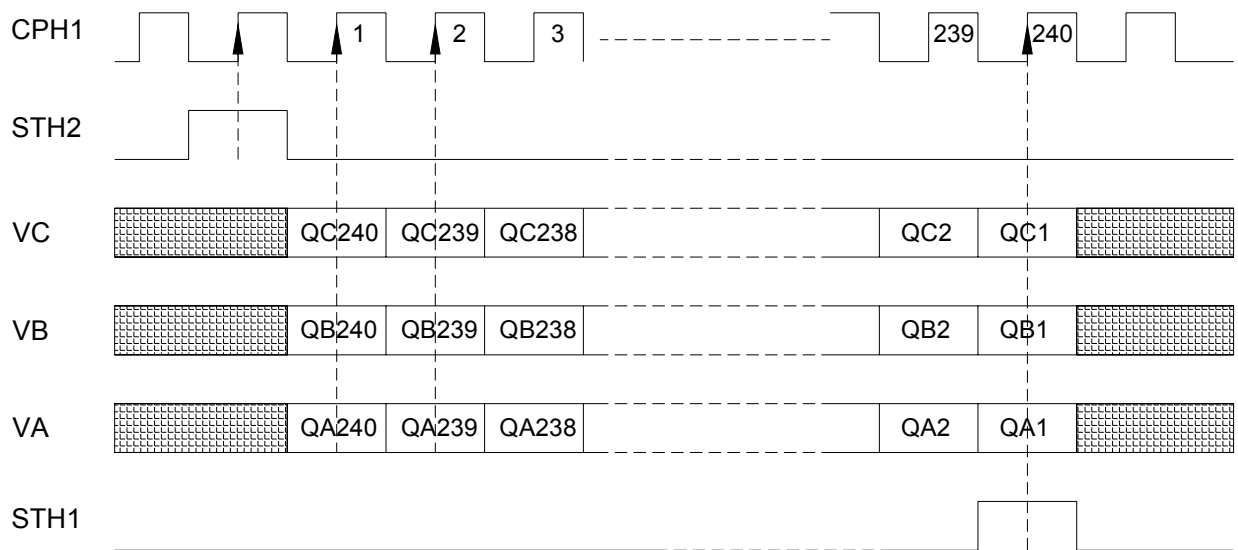 CPH1 1 2 3 239 240
STH2
VC QC240 QC239 QC238 QC2 QC1
VB QB240 QB239 QB238 QB2 QB1
VA QA240 QA239 QA238 QA2 QA1
STH1